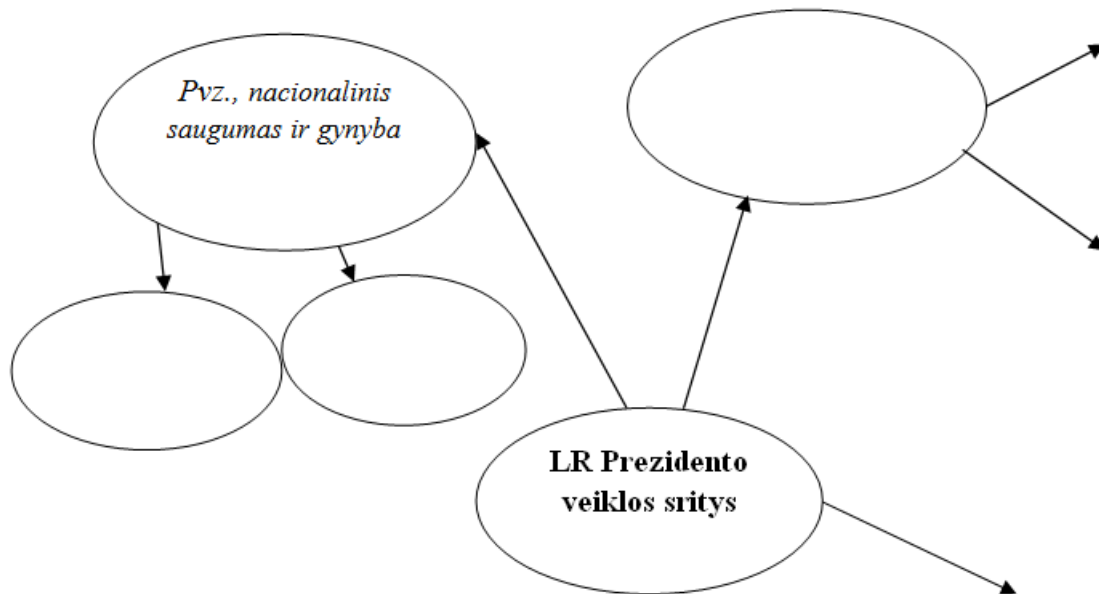 Pvz., nacionalinis
saugumas ir gynyba
LR Prezidento
veiklos sritys